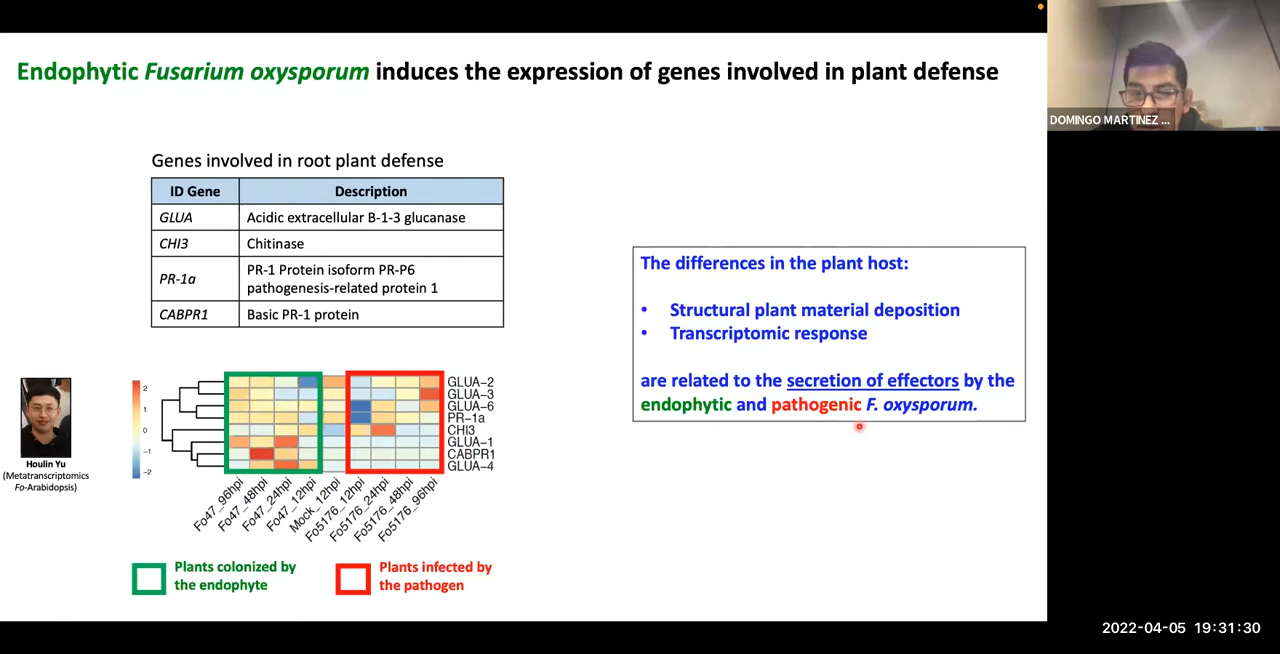 Endophytic Fusarium oxysporum induces the expression of genes involved in plant defense
DOMINGO MARTINEZ ...
Genes involved in root plant defense
ID Gene Description
GLUA Acidic extracellular B-1-3 glucanase
CHI3 Chitinase
PR-1a PR-1 Protein isoform PR-P6
pathogenesis-related protein 1
CABPR1 Basic PR-1 protein
The differences in the plant host:
• Structural plant material deposition
• Transcriptomic response
are related to the secretion of effectors by the
endophytic and pathogenic F. oxysporum.
Houlin Yu
(Metatranscriptomics
Fo-Arabidopsis)
2
1
0
−1
−2
GLUA−2
GLUA−3
GLUA−6
PR−1a
CHI3
GLUA−1
CABPR1
GLUA−4
Fo47_96hpi
Fo47_48hpi
Fo47_24hpi
Fo47_12hpi
Mock_12hpi
Fo5176_12hpi
Fo5176_24hpi
Fo5176_48hpi
Fo5176_96hpi
Plants colonized by
the endophyte
Plants infected by
the pathogen
2022-04-05 19:31:30